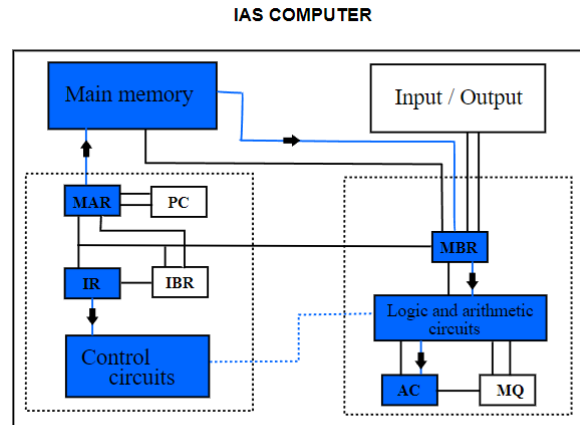 IAS COMPUTER
Main memory
Input / Output
MAR
PC
MBR
IR
IBR
Logic and arithmetic
circuits
Control
circuits
AC
MQ